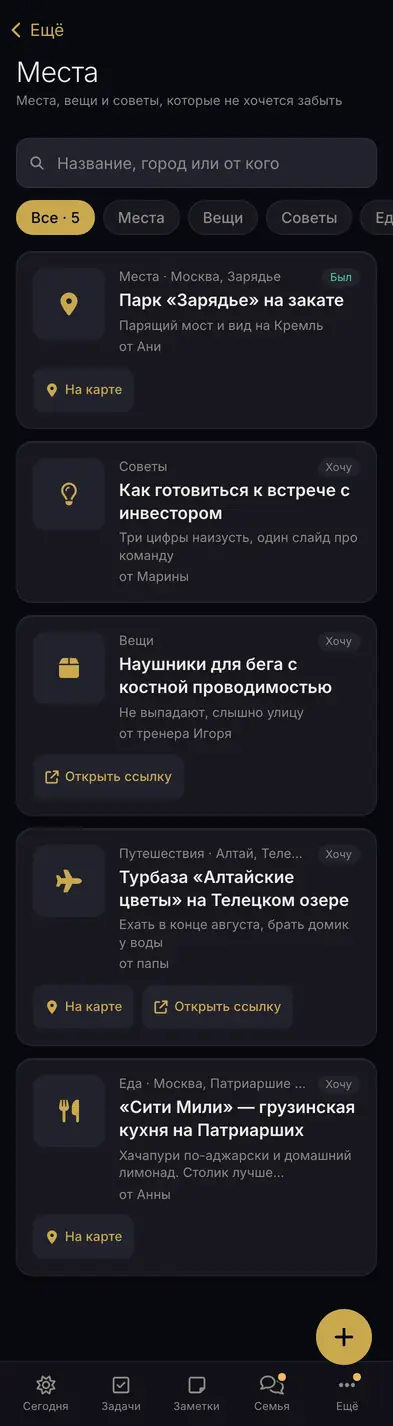 Ещё
Места
Места, вещи и советы, которые не хочется забыть
Название, город или от кого
Все · 5
Места
Вещи
Советы
Ед
Места · Москва, Зарядье
Был
Парк «Зарядье» на закате
Парящий мост и вид на Кремль
от Ани
На карте
Советы
Хочу
Как готовиться к встрече с
инвестором
Три цифры наизусть, один слайд про
команду
от Марины
Вещи
Хочу
Наушники для бега с
костной проводимостью
Не выпадают, слышно улицу
от тренера Игоря
Открыть ссылку
Путешествия · Алтай, Теле...
Хочу
Турбаза «Алтайские
цветы» на Телецком озере
Ехать в конце августа, брать домик
у воды
от папы
На карте
Открыть ссылку
Еда · Москва, Патриаршие ...
Хочу
«Сити Мили» — грузинская
кухня на Патриарших
Хачапури по-аджарски и домашний
лимонад. Столик лучше...
от Анны
На карте
Сегодня
Задачи
Заметки
Семья
Ещё